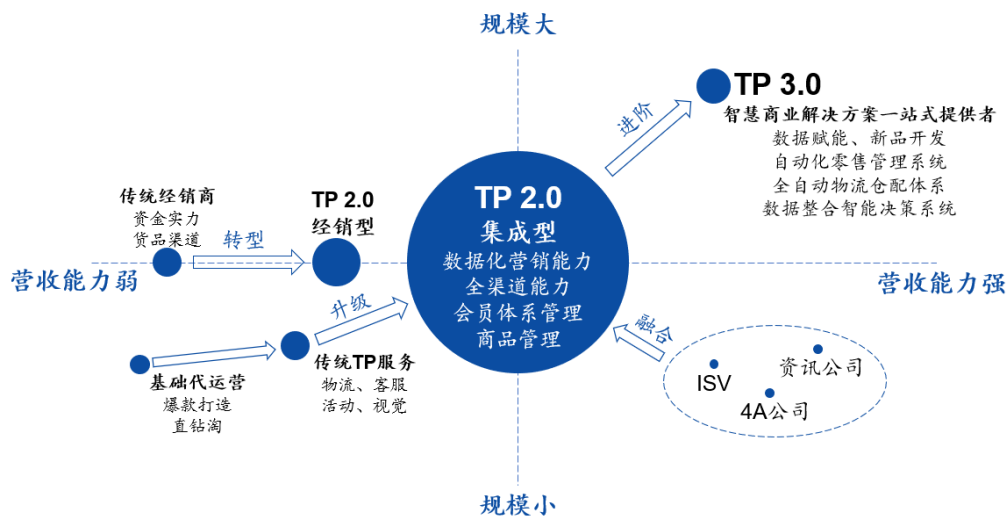 规模大
TP 3.0
智慧商业解决方案一站式提供者
数据赋能、新品开发
自动化零售管理系统
全自动物流仓配体系
数据整合智能决策系统
进阶
传统经销商
资金实力
货品渠道
转型
TP 2.0
经销型
TP 2.0
集成型
数据化营销能力
全渠道能力
会员体系管理
商品管理
营收能力弱
营收能力强
升级
融合
基础代运营
爆款打造
直钻淘
传统TP服务
物流、客服
活动、视觉
ISV
资讯公司
4A公司
规模小